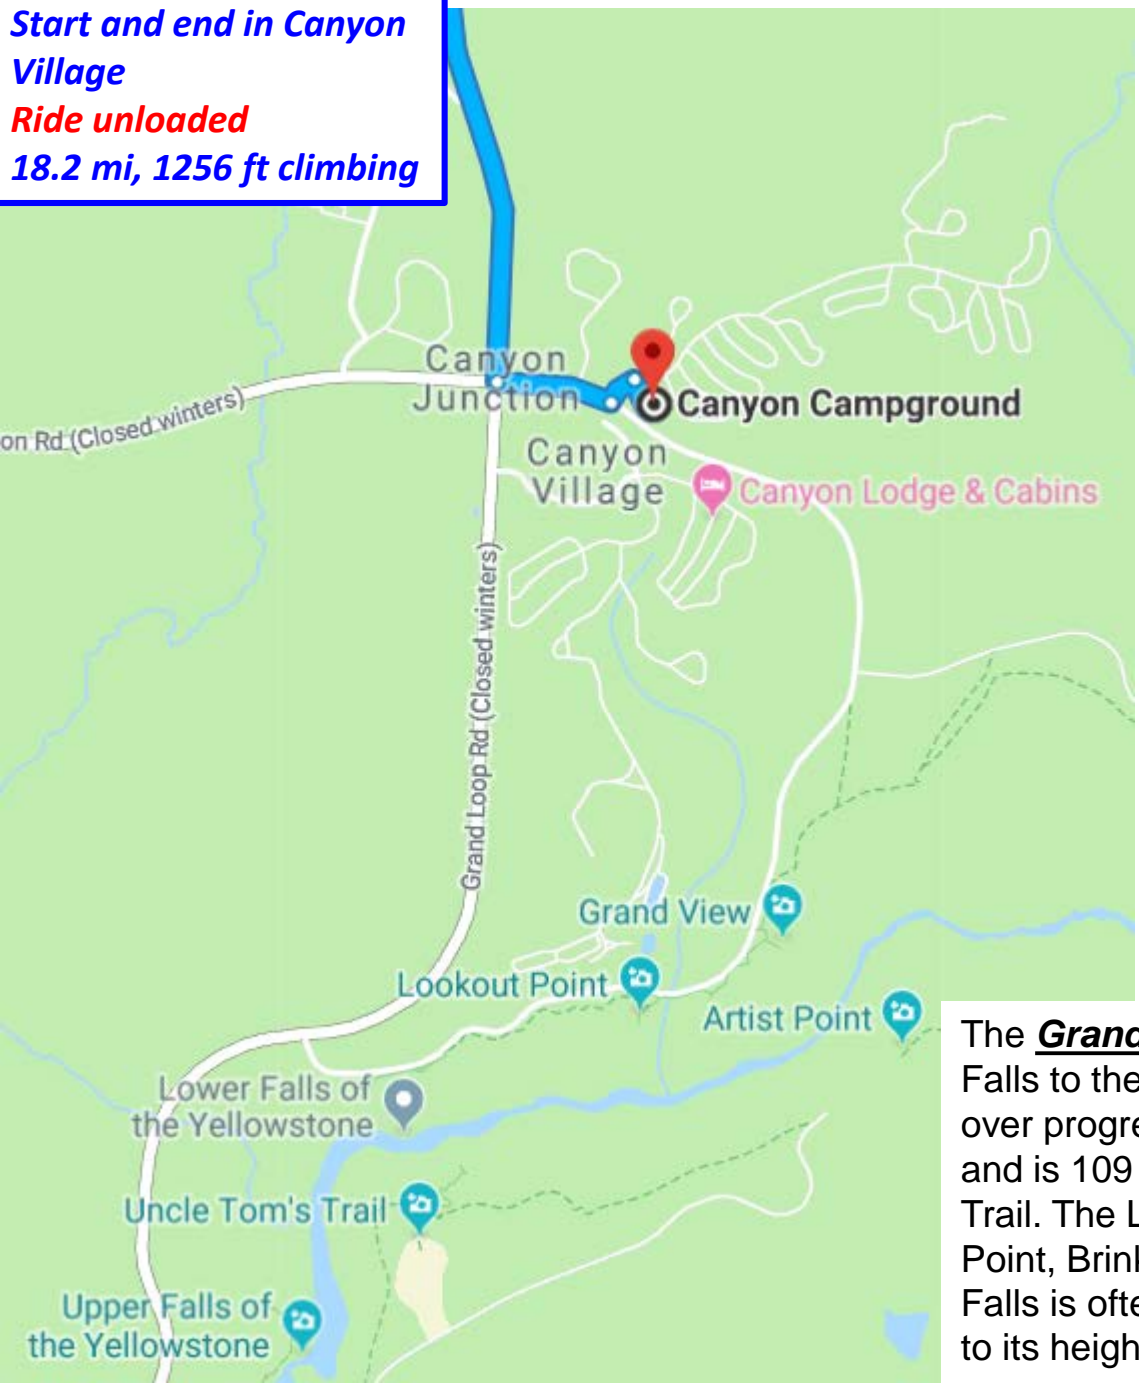 Start and end in Canyon
Village
Ride unloaded
18.2 mi, 1256 ft climbing
Canyon
Junction
Canyon Campground
on Rd (Closed winters)
Canyon
Village
Canyon Lodge & Cabins
Grand Loop Rd (Closed winters)
Grand View
Lookout Point
Artist Point
Lower Falls of
the Yellowstone
Uncle Tom's Trail
Upper Falls of
the Yellowstone
The Grand
Falls to the
over progre
and is 109
Trail. The L
Point, Brink
Falls is ofte
to its heigh